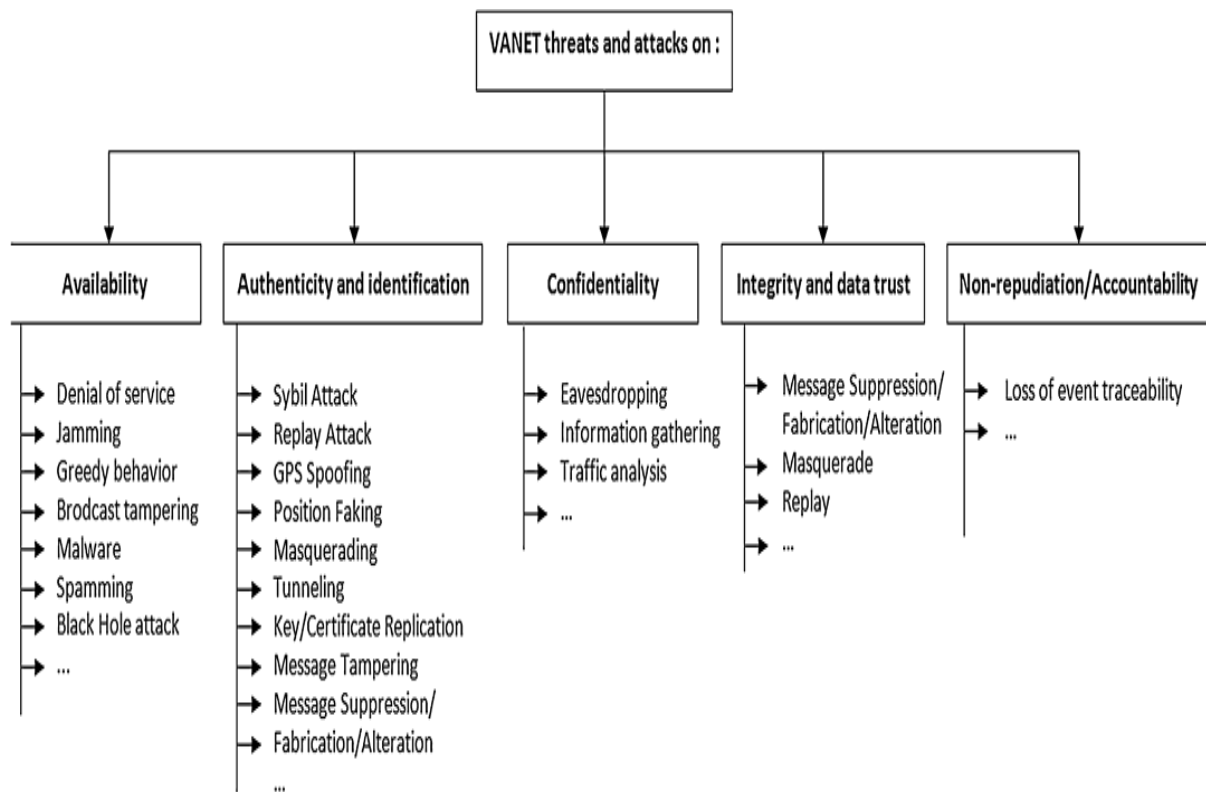 VANET threats and attacks on :
Availability
Denial of service
Jamming
Greedy behavior
Brodcast tampering
Malware
Spamming
Black Hole attack
...
Authenticity and identification
Sybil Attack
Replay Attack
GPS Spoofing
Position Faking
Masquerading
Tunneling
Key/Certificate Replication
Message Tampering
Message Suppression/
Fabrication/Alteration
...
Confidentiality
Eavesdropping
Information gathering
Traffic analysis
...
Integrity and data trust
Message Suppression/
Fabrication/Alteration
Masquerade
Replay
...
Non-repudiation/Accountability
Loss of event traceability
...